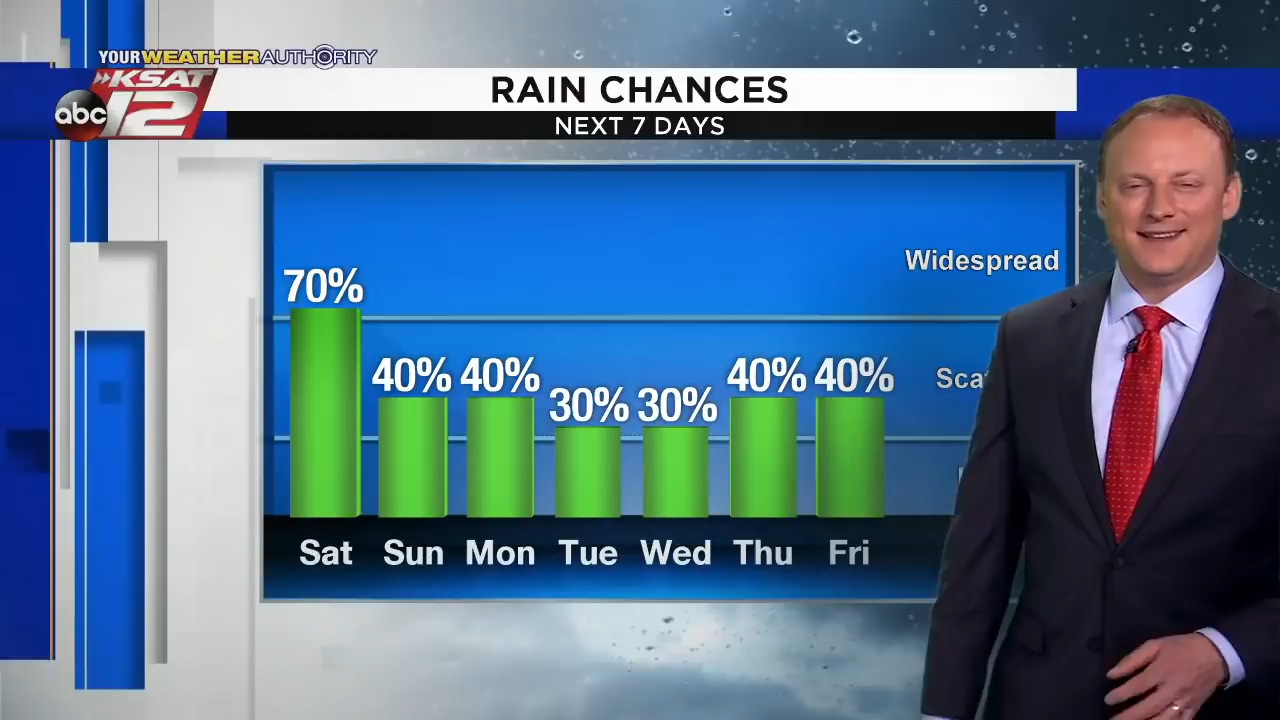 YOUR WEATHER AUTHORITY
KSAT
abc 12
RAIN CHANCES
NEXT 7 DAYS
Widespread
70%
40% 40% 30% 30% 40% 40%
Sat Sun Mon Tue Wed Thu Fri